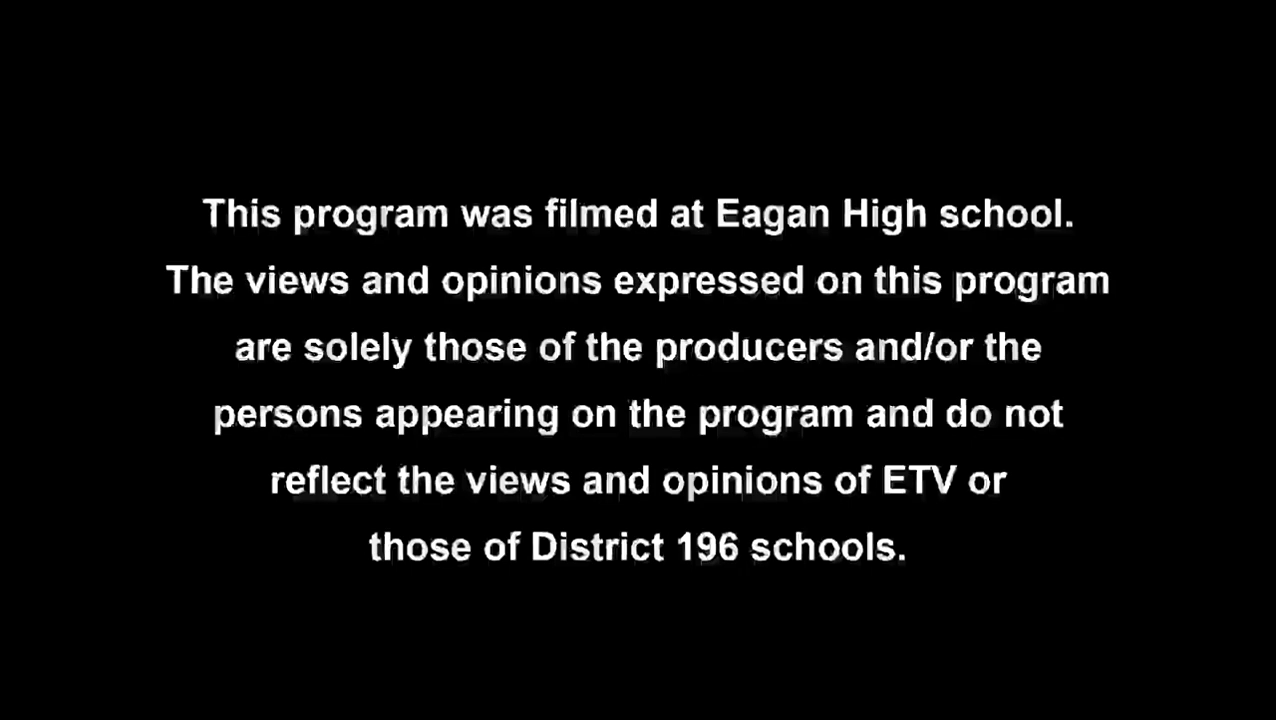 This program was filmed at Eagan High school.
The views and opinions expressed on this program
are solely those of the producers and/or the
persons appearing on the program and do not
reflect the views and opinions of ETV or
those of District 196 schools.